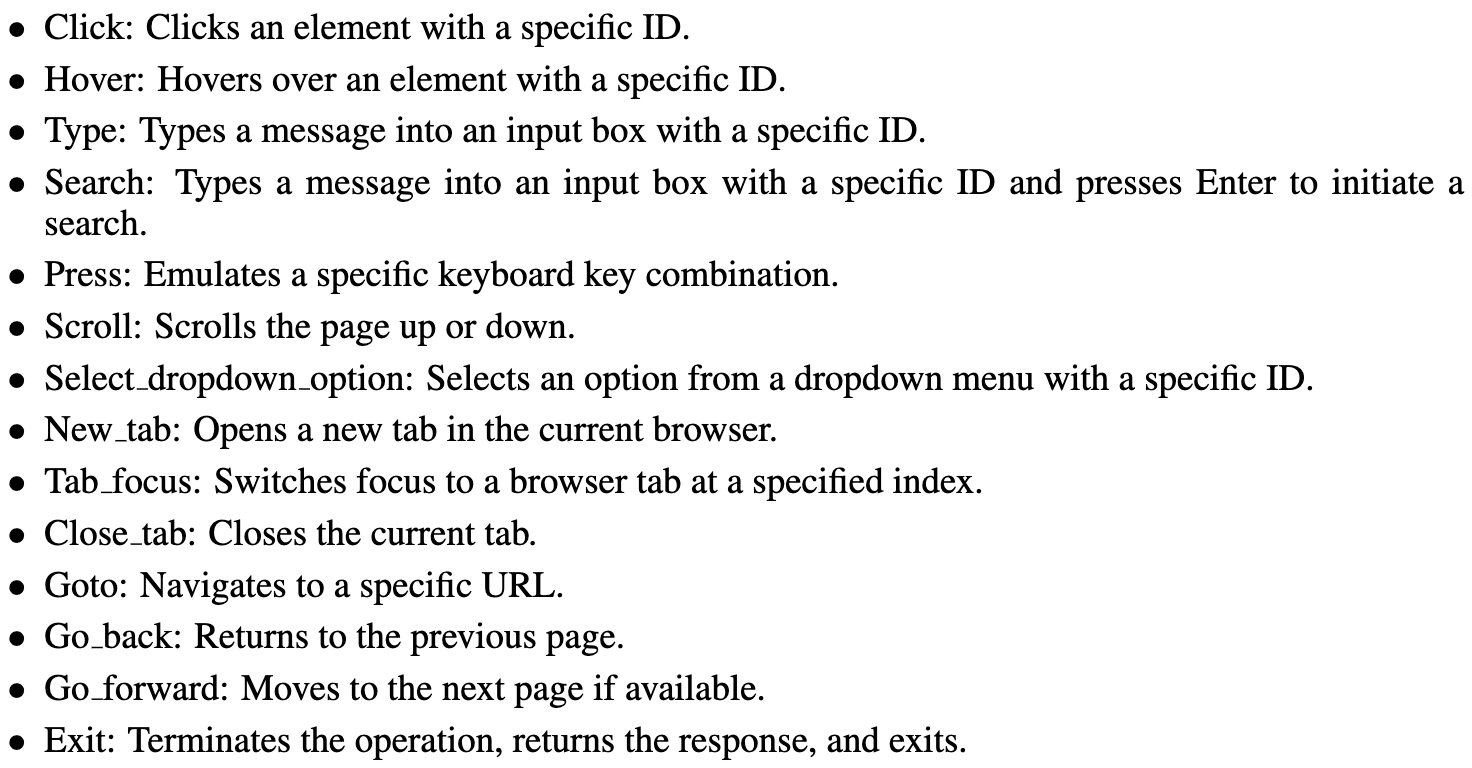 • Click: Clicks an element with a specific ID.
• Hover: Hovers over an element with a specific ID.
• Type: Types a message into an input box with a specific ID.
• Search: Types a message into an input box with a specific ID and presses Enter to initiate a
search.
• Press: Emulates a specific keyboard key combination.
• Scroll: Scrolls the page up or down.
• Select_dropdown_option: Selects an option from a dropdown menu with a specific ID.
• New_tab: Opens a new tab in the current browser.
• Tab_focus: Switches focus to a browser tab at a specified index.
• Close_tab: Closes the current tab.
• Goto: Navigates to a specific URL.
• Go_back: Returns to the previous page.
• Go_forward: Moves to the next page if available.
• Exit: Terminates the operation, returns the response, and exits.